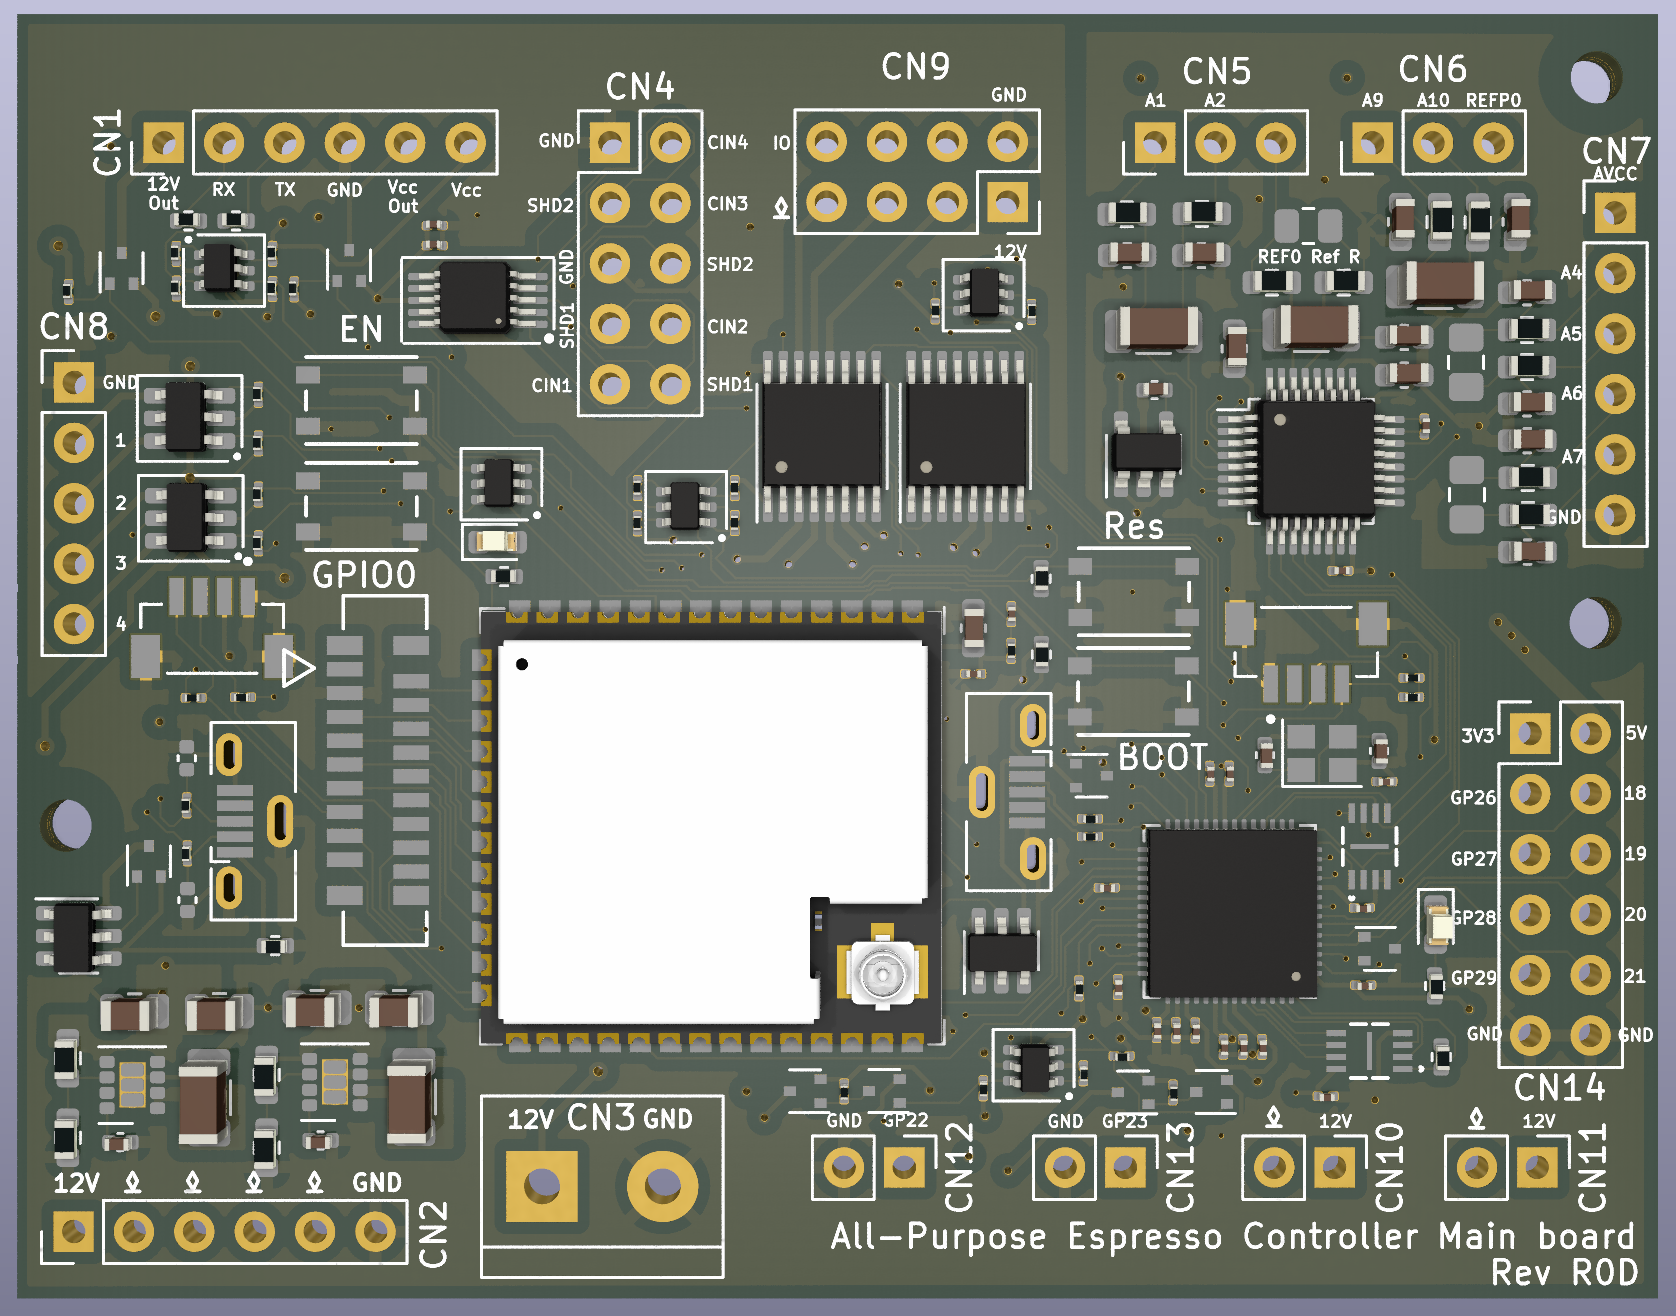 CN1
12V Out
RX
TX
GND
Vcc Out
Vcc
CN4
GND
CIN4
SHD2
CIN3
GND
SHD2
SHD1
CIN2
CIN1
SHD1
CN9
GND
IO
12V
CN5
A1
A2
CN6
A9
A10
REFP0
CN7
AVCC
A4
A5
A6
A7
GND
REF0 Ref R
CN8
GND
1
2
3
4
EN
GPIO0
Res
BOOT
3V3
5V
GP26
18
GP27
19
GP28
20
GP29
21
GND
GND
CN14
12V
GND
CN2
12V
CN3
GND
GND
GP22
CN12
GND
GP23
CN13
12V
CN10
12V
CN11
All-Purpose Espresso Controller Main board
Rev R0D